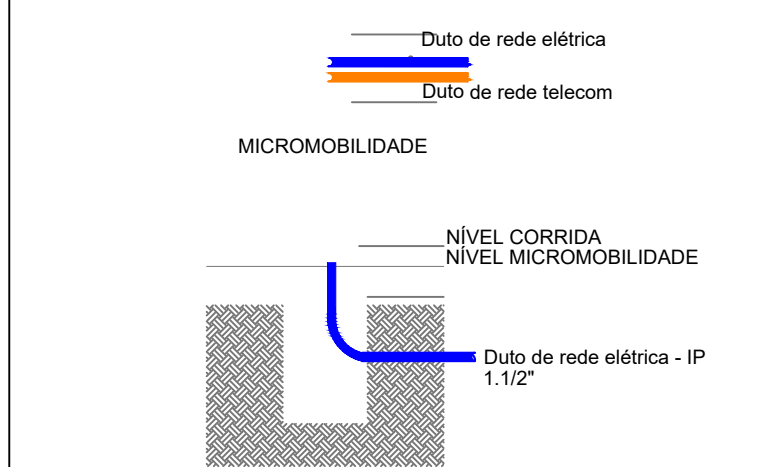 Duto de rede elétrica
Duto de rede telecom
MICROMOBILIDADE
NÍVEL CORRIDA
NÍVEL MICROMOBILIDADE
Duto de rede elétrica - IP
1.1/2"